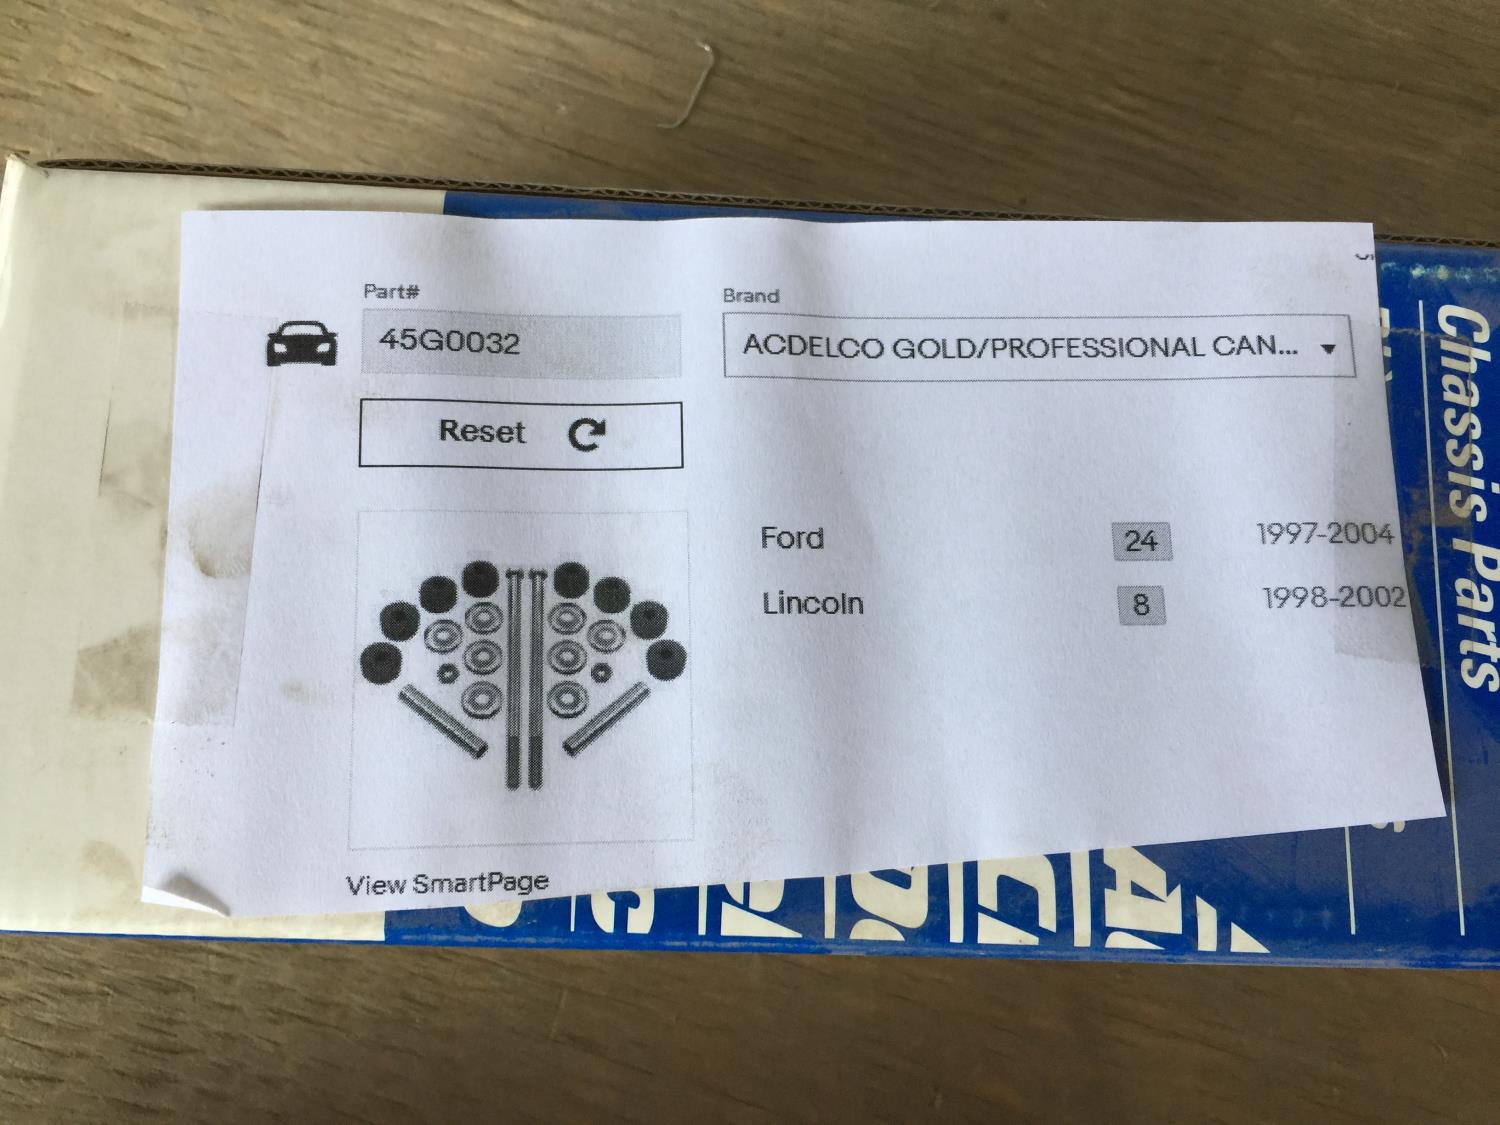 Part#
45G0032
Brand
ACDELCO GOLD/PROFESSIONAL CAN...
Reset
Ford 24 1997-2004
Lincoln 8 1998-2002
View SmartPage
Chassis Parts